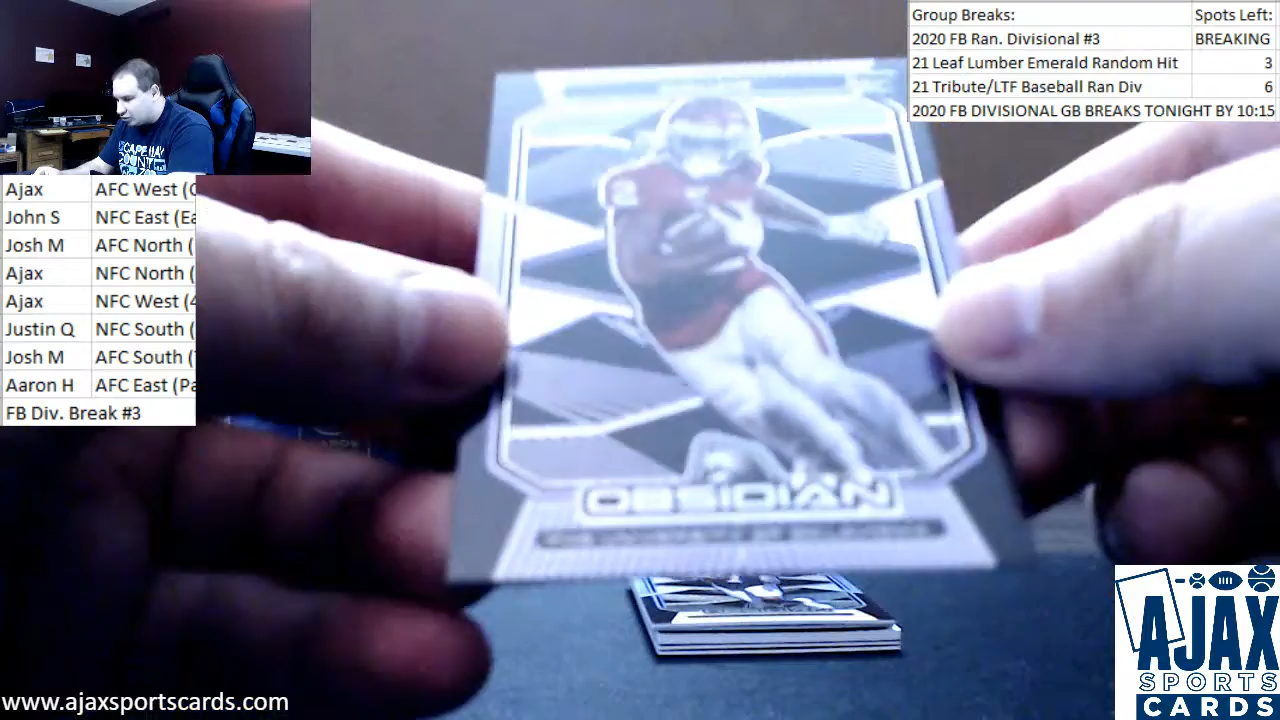 Group Breaks: Spots Left:
2020 FB Ran. Divisional #3 BREAKING
21 Leaf Lumber Emerald Random Hit 3
21 Tribute/LTF Baseball Ran Div 6
2020 FB DIVISIONAL GB BREAKS TONIGHT BY 10:15
Ajax AFC West (
John S NFC East (Ea
Josh M AFC North (
Ajax NFC North (
Ajax NFC West (4
Justin Q NFC South (
Josh M AFC South (
Aaron H AFC East (Pa
FB Div. Break #3
OBSIDIAN
www.ajaxsportscards.com
AJAX
SPORTS
CARDS